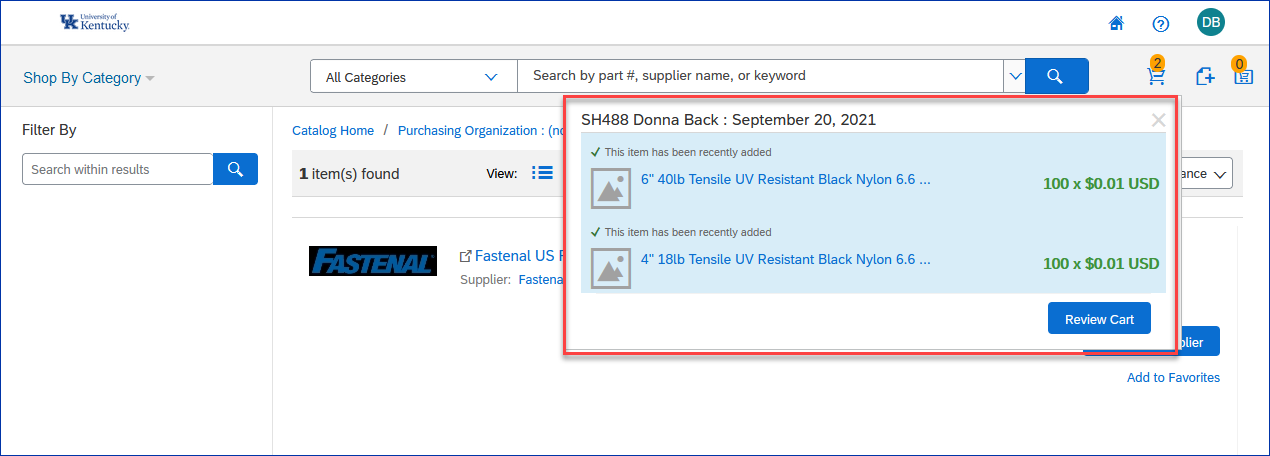 University of
Kentucky
DB
Shop By Category
All Categories
Search by part #, supplier name, or keyword
2
0
Filter By
Search within results
Catalog Home / Purchasing Organization : (no
1 item(s) found
View:
ance
FASTENAL
Fastenal US
Supplier: Fastena
SH488 Donna Back : September 20, 2021
This item has been recently added
6" 40lb Tensile UV Resistant Black Nylon 6.6 ...
100 x $0.01 USD
This item has been recently added
4" 18lb Tensile UV Resistant Black Nylon 6.6 ...
100 x $0.01 USD
Review Cart
plier
Add to Favorites